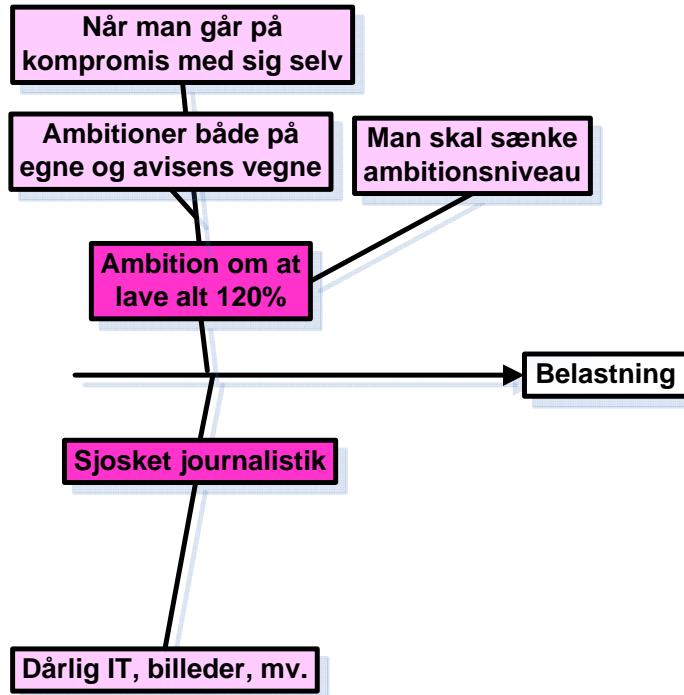 Når man går på
kompromis med sig selv
Ambitioner både på
egne og avisens vegne
Man skal sænke
ambitionsniveau
Ambition om at
lave alt 120%
Belastning
Sjosket journalistik
Dårlig IT, billeder, mv.